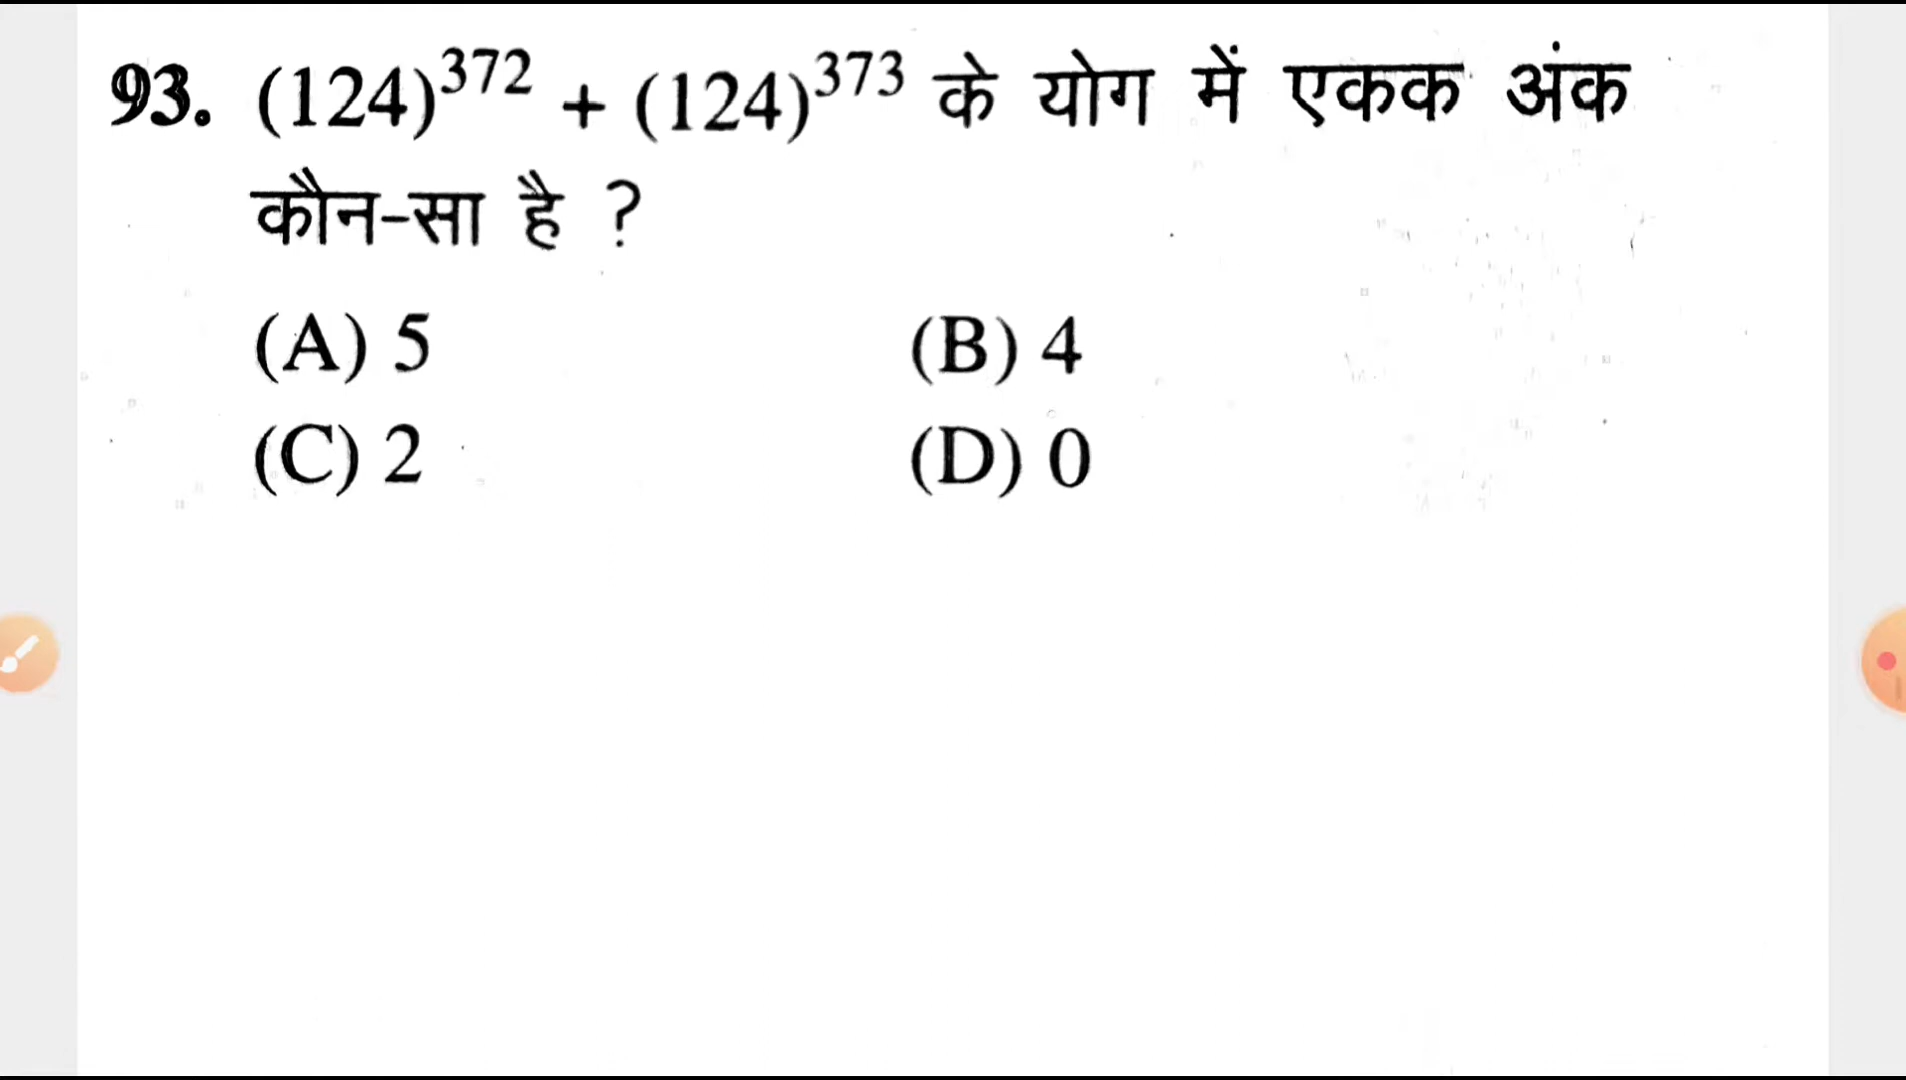 93. (124)^372 + (124)^373 के योग में एकक अंक
कौन-सा है ?
(A) 5 (B) 4
(C) 2 (D) 0